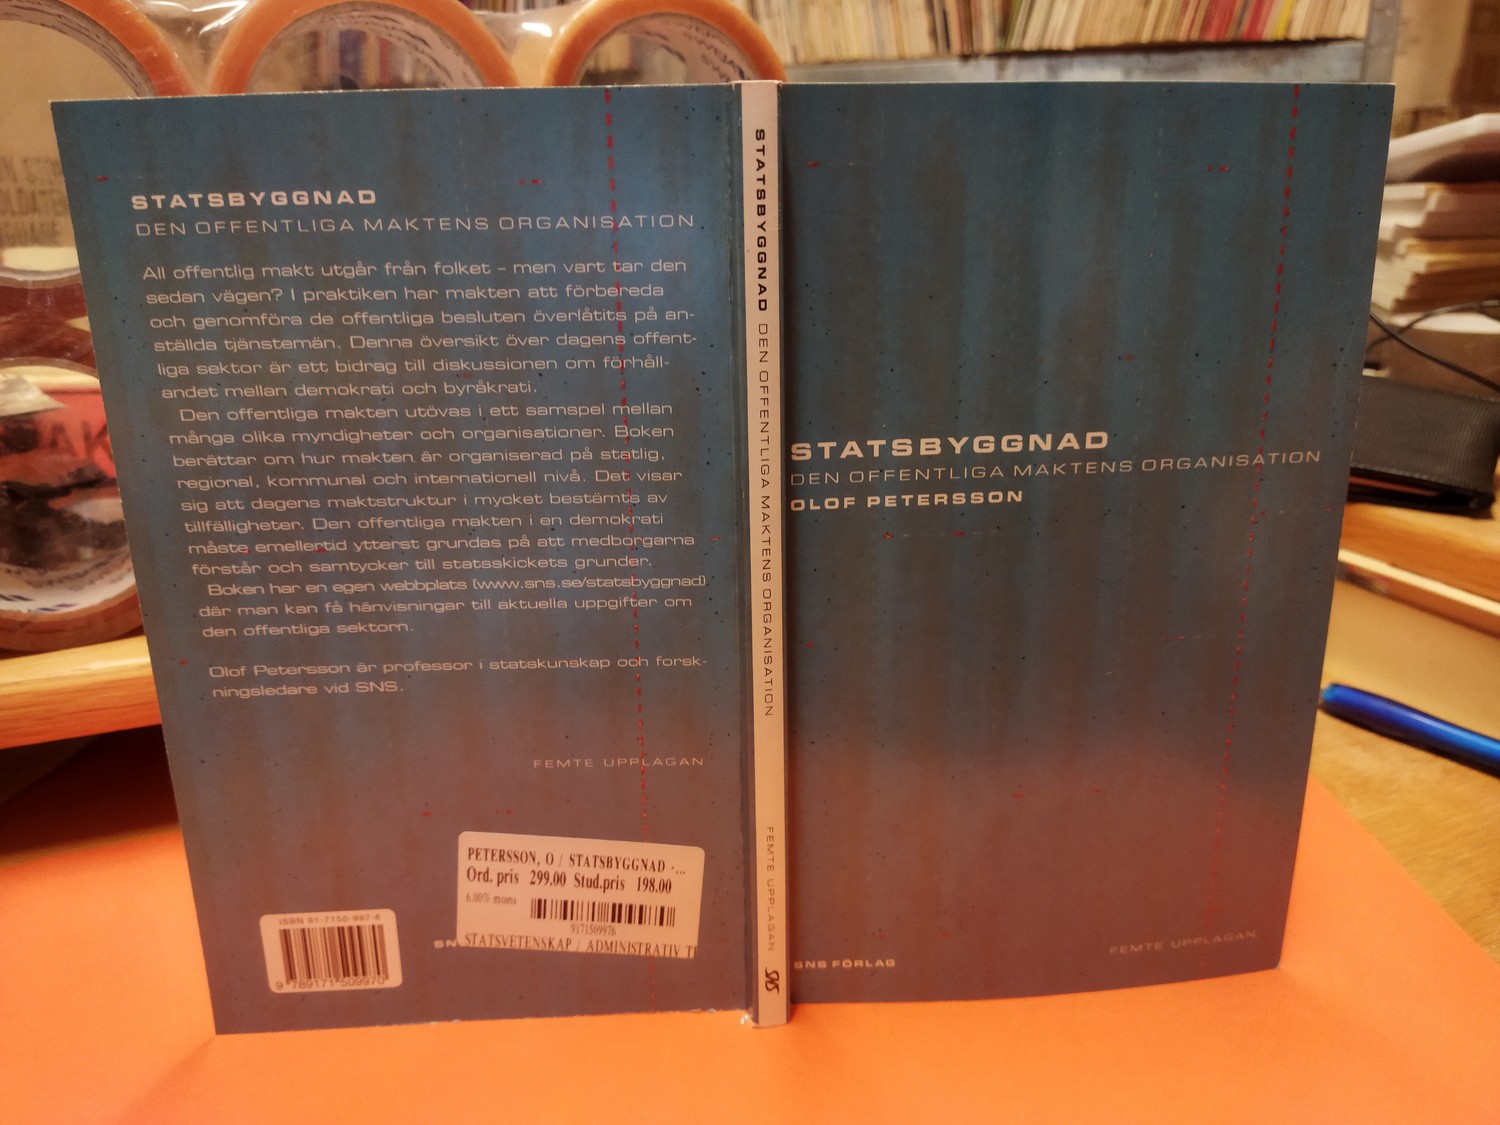 STATSBYGGNAD
DEN OFFENTLIGA MAKTENS ORGANISATION
All offentlig makt utgår från folket – men vart tar den
sedan vägen? I praktiken har makten att förbereda
och genomföra de offentliga besluten överlåtits på an-
ställda tjänstemän. Denna översikt över dagens offent-
liga sektor är ett bidrag till diskussionen om förhåll-
andet mellan demokrati och byråkrati.
Den offentliga makten utövas i ett samspel mellan
många olika myndigheter och organisationer. Boken
berättar om hur makten är organiserad på statlig,
regional, kommunal och internationell nivå. Det visar
sig att dagens maktstruktur i mycket bestämts av
tillfälligheter. Den offentliga makten i en demokrati
måste emellertid ytterst grundas på att medborgarna
förstår och samtycker till statsskickets grunder.
Boken har en egen webbplats (www.sns.se/statsbyggnad)
där man kan få hänvisningar till aktuella uppgifter om
den offentliga sektorn.
Olof Petersson är professor i statskunskap och forsk-
ningsledare vid SNS.
FEMTE UPPLAGAN
PETERSSON, O / STATSBYGGNAD -...
Ord. pris 299.00 Stud.pris 198.00
6.00% moms
9171509976
STATSVETENSKAP / ADMINISTRATIV
ISBN 91-7150-997-6
9 789171 509970
STATSBYGGNAD DEN OFFENTLIGA MAKTENS ORGANISATION
FEMTE UPPLAGAN
SNS
STATSBYGGNAD
DEN OFFENTLIGA MAKTENS ORGANISATION
OLOF PETERSSON
SNS FÖRLAG
FEMTE UPPLAGAN